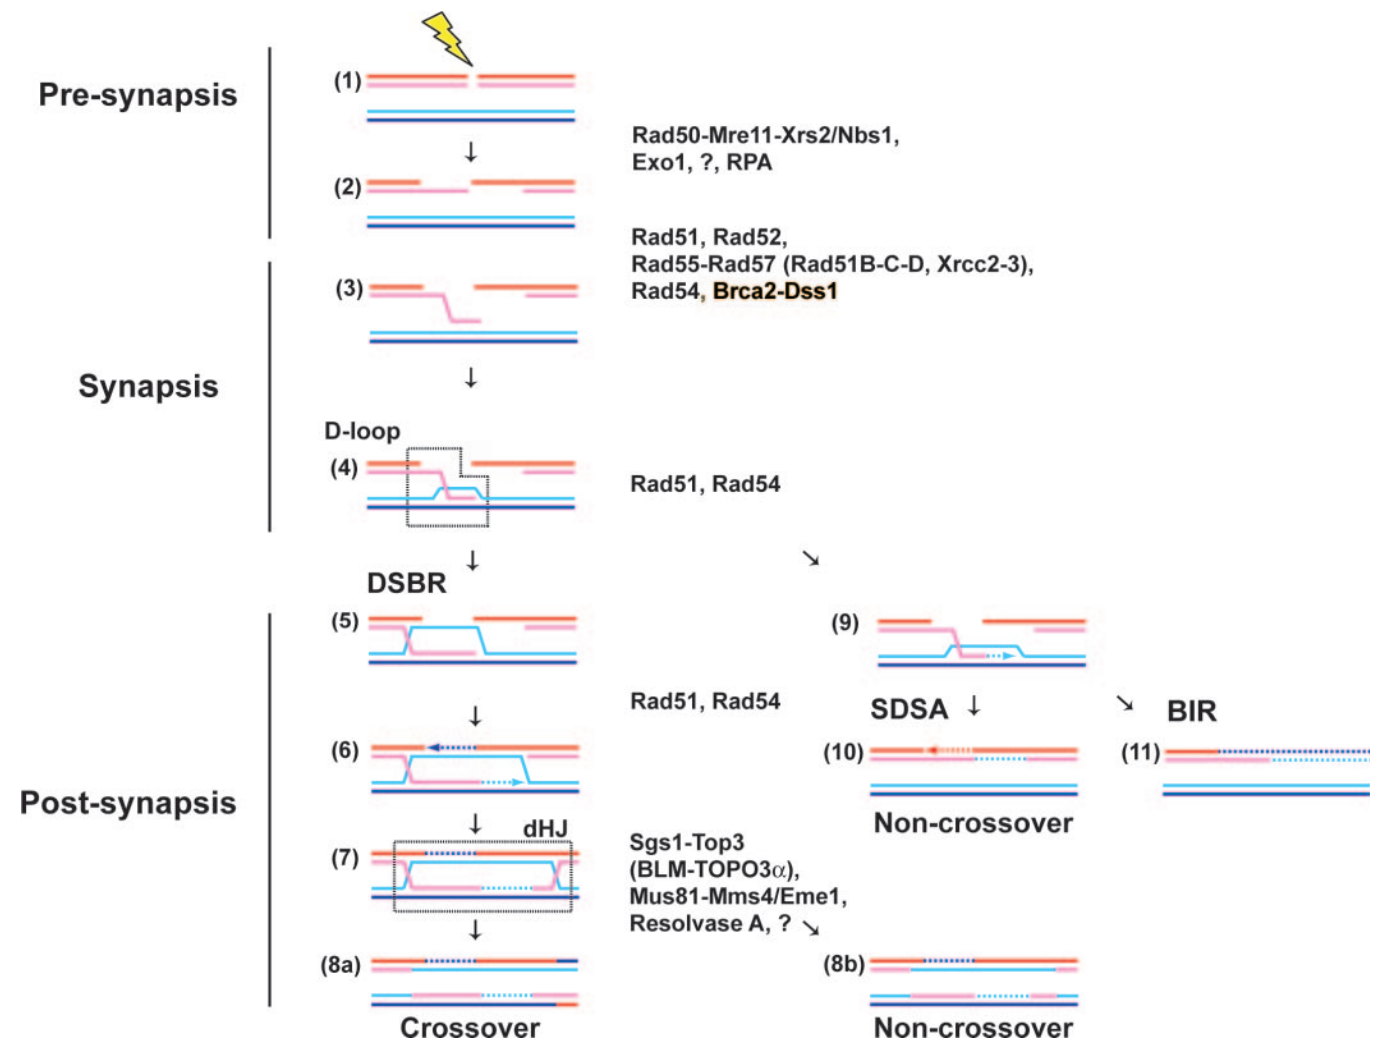 Pre-synapsis
(1)
Rad50-Mre11-Xrs2/Nbs1,
Exo1, ?, RPA
(2)
Rad51, Rad52,
Rad55-Rad57 (Rad51B-C-D, Xrcc2-3),
Rad54, Brca2-Dss1
(3)
Synapsis
D-loop
(4)
Rad51, Rad54
DSBR
(5)
(9)
Rad51, Rad54
SDSA
BIR
(6)
(10)
(11)
Post-synapsis
Non-crossover
dHJ
(7)
Sgs1-Top3
(BLM-TOPO3α),
Mus81-Mms4/Eme1,
Resolvase A, ?
(8a)
(8b)
Crossover
Non-crossover